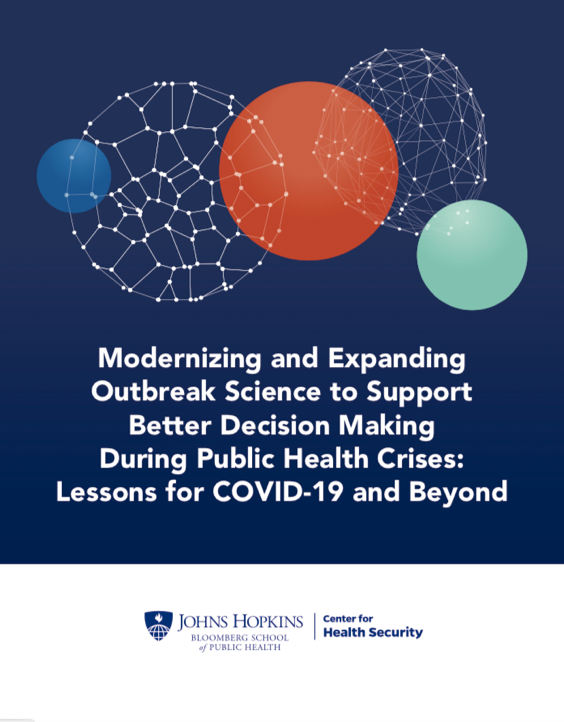 Modernizing and Expanding
Outbreak Science to Support
Better Decision Making
During Public Health Crises:
Lessons for COVID-19 and Beyond
JOHNS HOPKINS
BLOOMBERG SCHOOL
of PUBLIC HEALTH
Center for
Health Security